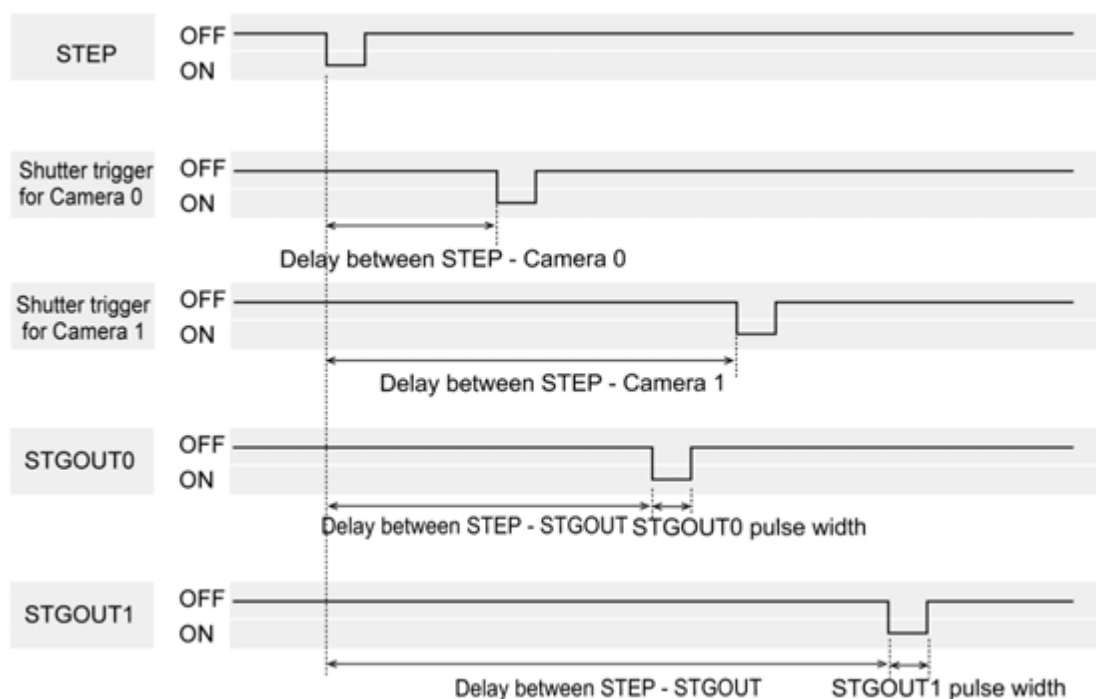 STEP
OFF
ON
Shutter trigger
for Camera 0
OFF
ON
Delay between STEP - Camera 0
Shutter trigger
for Camera 1
OFF
ON
Delay between STEP - Camera 1
STGOUT0
OFF
ON
Delay between STEP - STGOUT STGOUT0 pulse width
STGOUT1
OFF
ON
Delay between STEP - STGOUT STGOUT1 pulse width